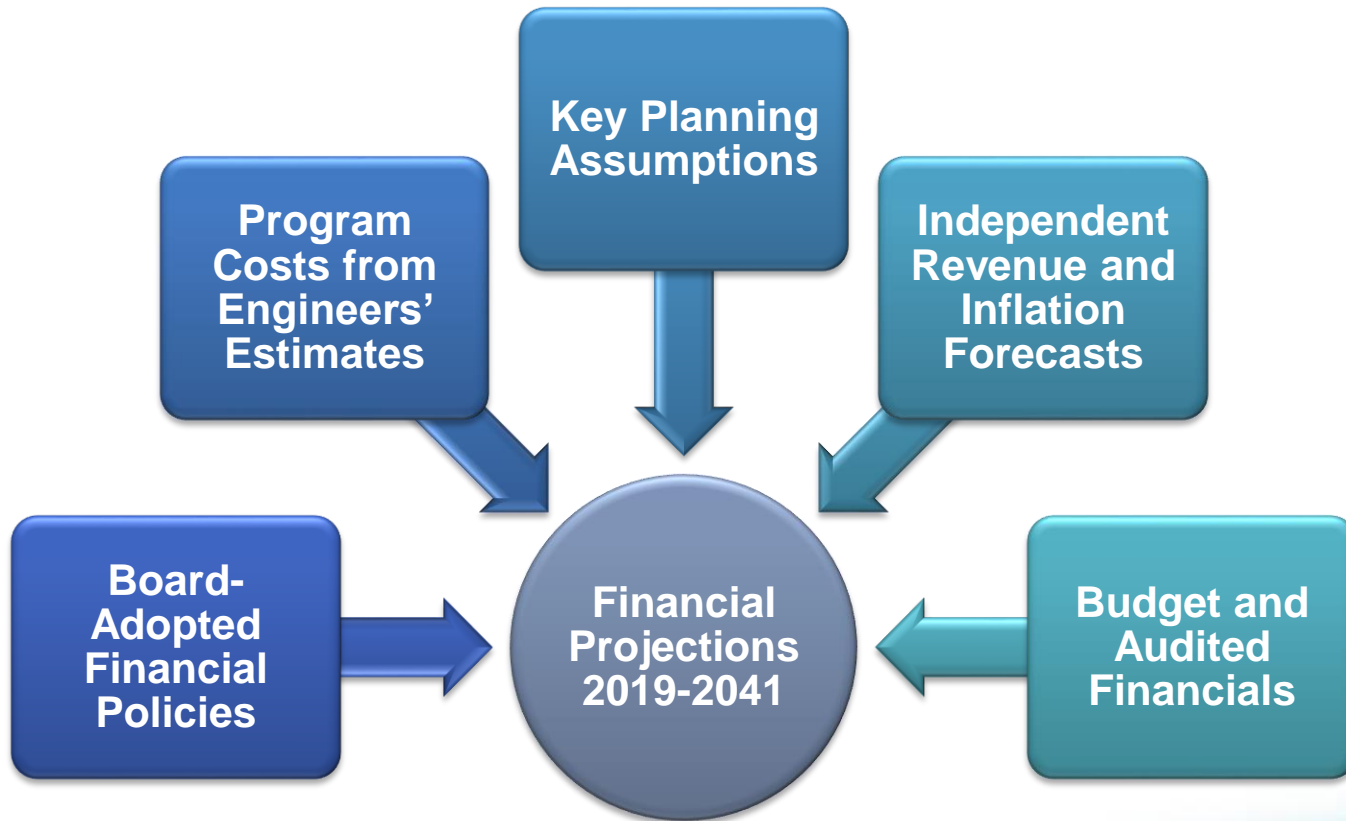 Key Planning
Assumptions
Program
Costs from
Engineers’
Estimates
Independent
Revenue and
Inflation
Forecasts
Board-
Adopted
Financial
Policies
Financial
Projections
2019-2041
Budget and
Audited
Financials